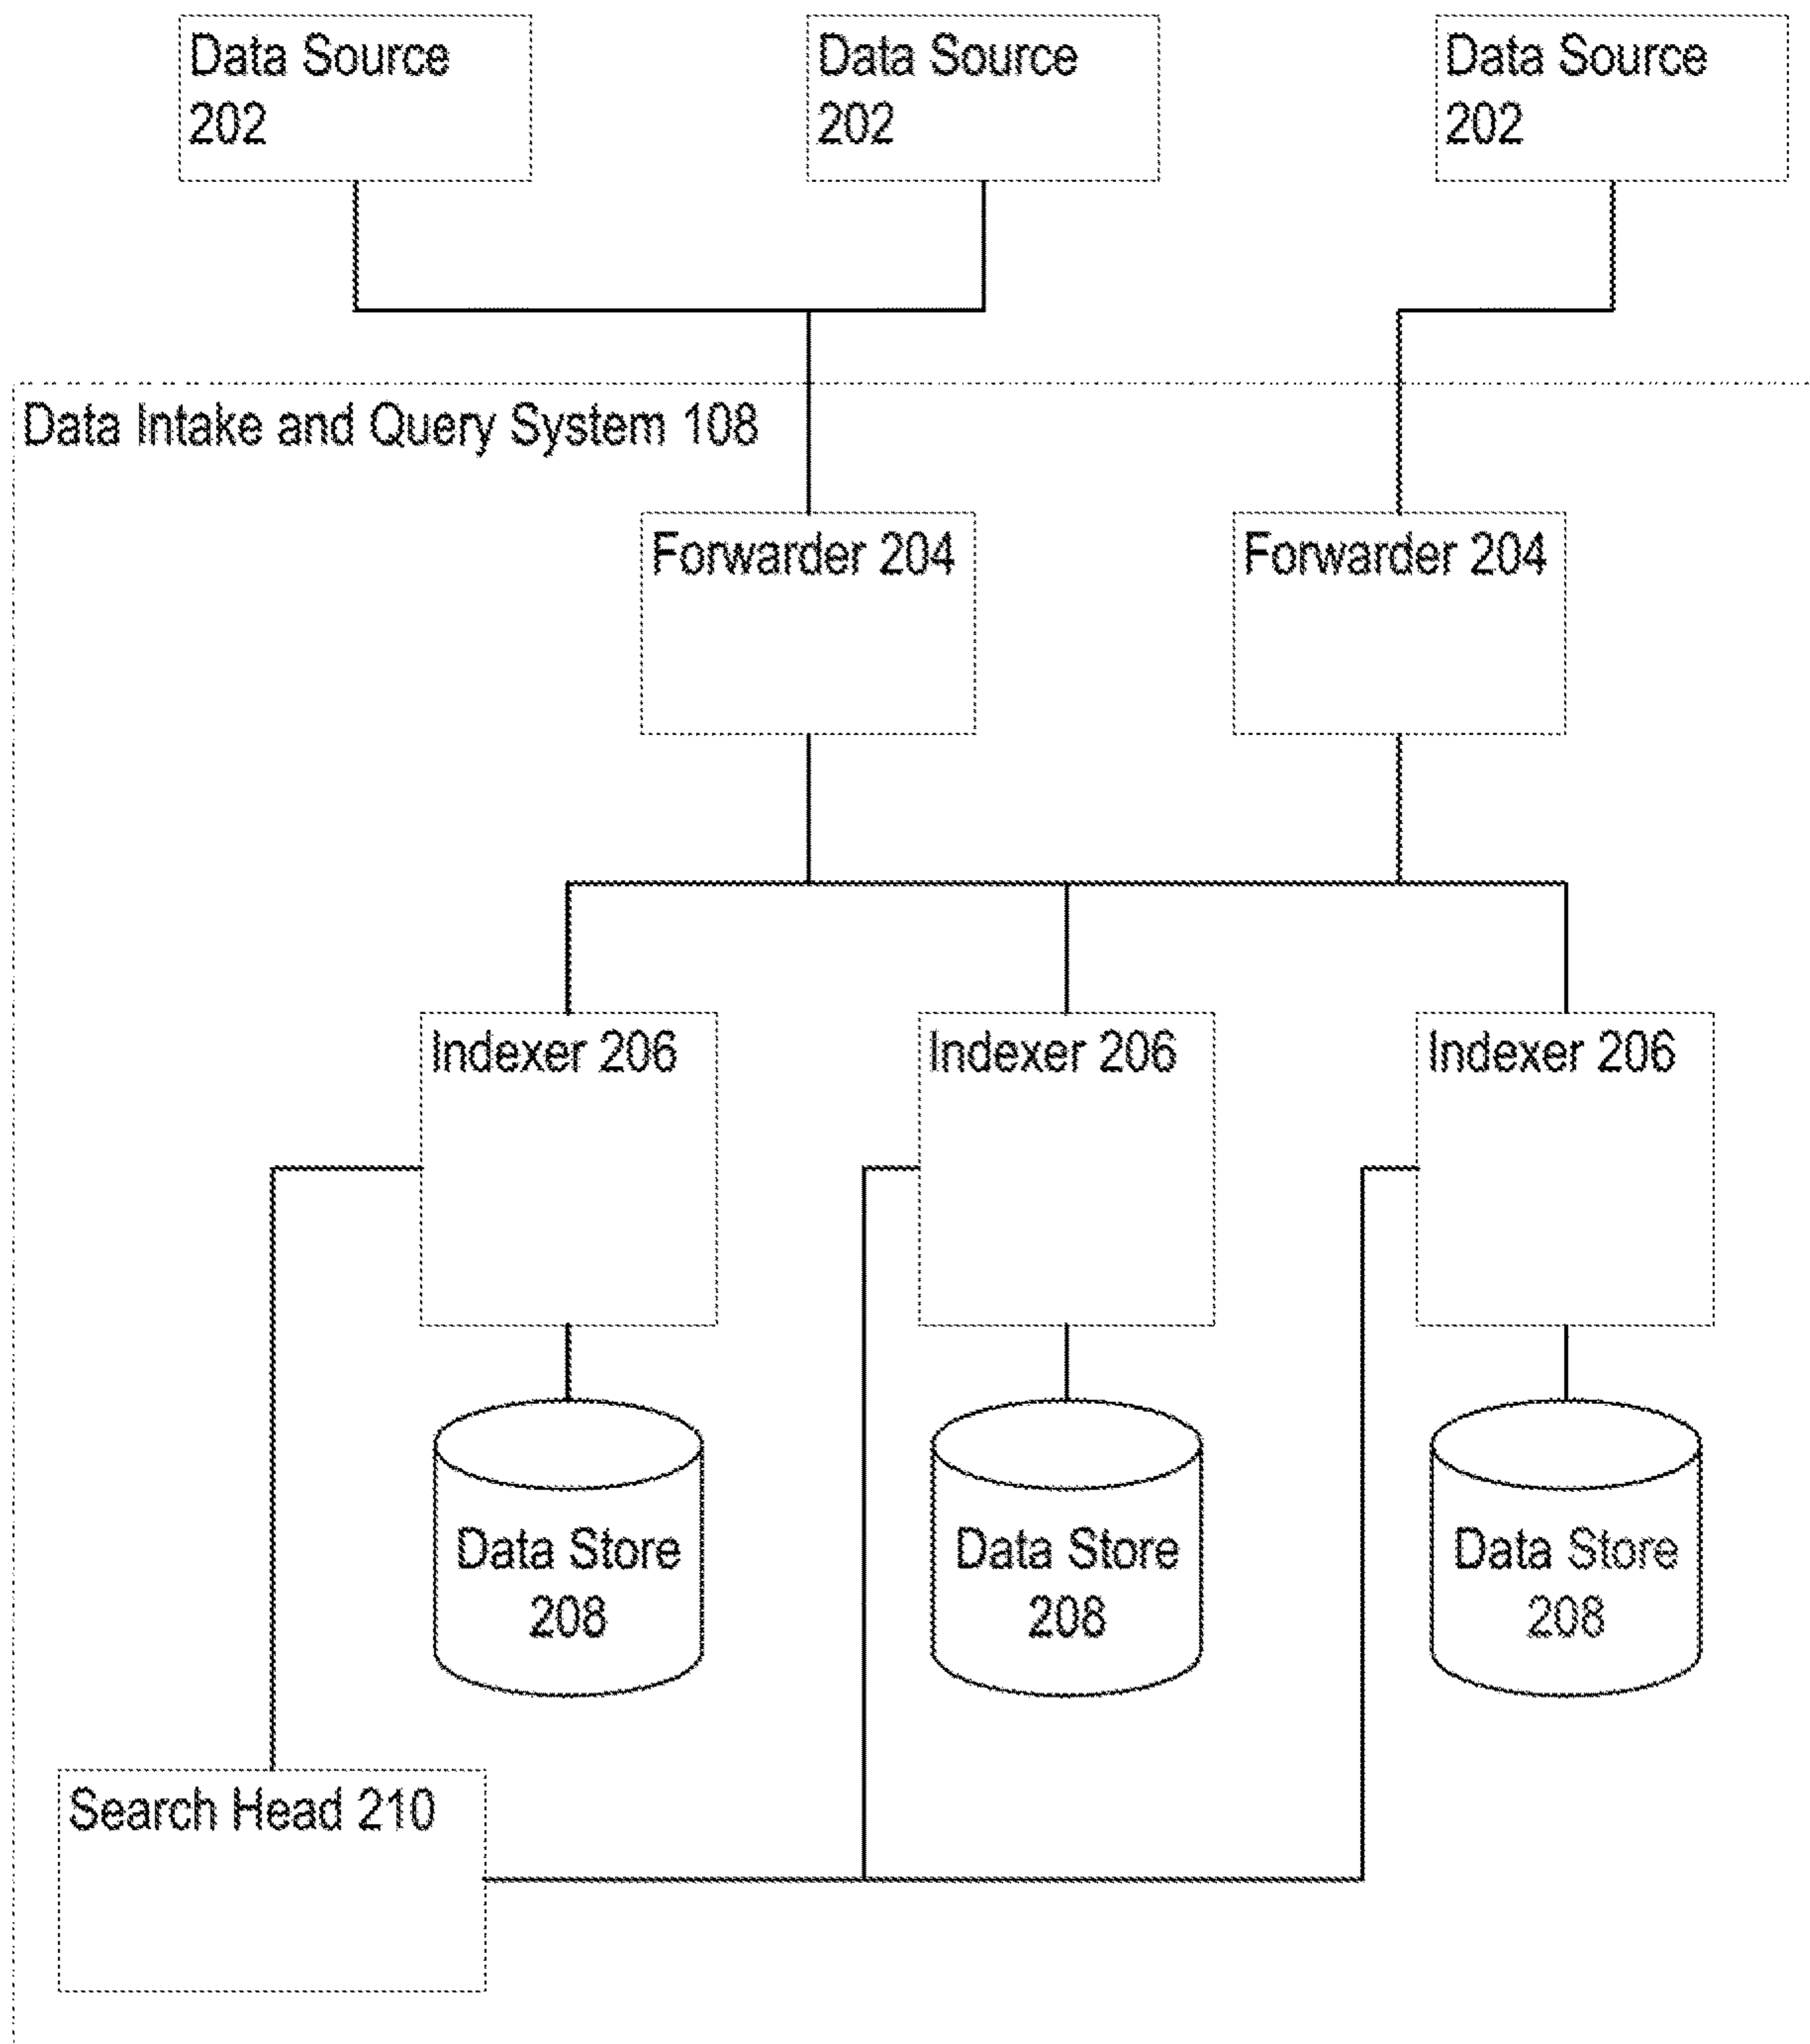 Data Source
202
Data Source
202
Data Source
202
Data Intake and Query System 108
Forwarder 204
Forwarder 204
Indexer 206
Indexer 206
Indexer 206
Data Store
208
Data Store
208
Data Store
208
Search Head 210